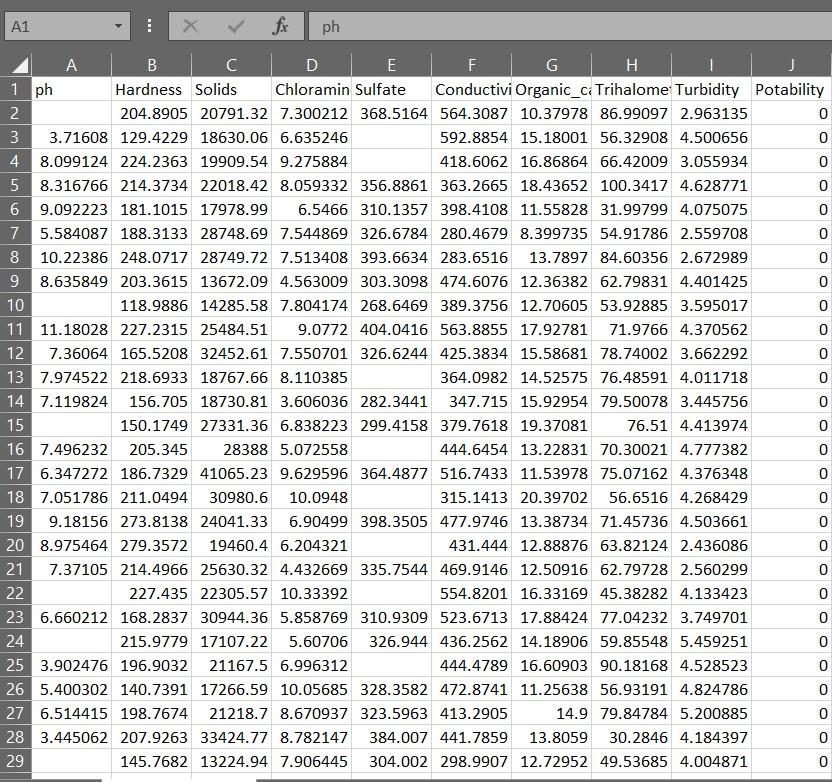 A1 fx ph
A B C D E F G H I J
1 ph Hardness Solids Chloramin Sulfate Conductivi Organic_ca Trihalomet Turbidity Potability
2 204.8905 20791.32 7.300212 368.5164 564.3087 10.37978 86.99097 2.963135 0
3 3.71608 129.4229 18630.06 6.635246 592.8854 15.18001 56.32908 4.500656 0
4 8.099124 224.2363 19909.54 9.275884 418.6062 16.86864 66.42009 3.055934 0
5 8.316766 214.3734 22018.42 8.059332 356.8861 363.2665 18.43652 100.3417 4.628771 0
6 9.092223 181.1015 17978.99 6.5466 310.1357 398.4108 11.55828 31.99799 4.075075 0
7 5.584087 188.3133 28748.69 7.544869 326.6784 280.4679 8.399735 54.91786 2.559708 0
8 10.22386 248.0717 28749.72 7.513408 393.6634 283.6516 13.7897 84.60356 2.672989 0
9 8.635849 203.3615 13672.09 4.563009 303.3098 474.6076 12.36382 62.79831 4.401425 0
10 118.9886 14285.58 7.804174 268.6469 389.3756 12.70605 53.92885 3.595017 0
11 11.18028 227.2315 25484.51 9.0772 404.0416 563.8855 17.92781 71.9766 4.370562 0
12 7.36064 165.5208 32452.61 7.550701 326.6244 425.3834 15.58681 78.74002 3.662292 0
13 7.974522 218.6933 18767.66 8.110385 364.0982 14.52575 76.48591 4.011718 0
14 7.119824 156.705 18730.81 3.606036 282.3441 347.715 15.92954 79.50078 3.445756 0
15 150.1749 27331.36 6.838223 299.4158 379.7618 19.37081 76.51 4.413974 0
16 7.496232 205.345 28388 5.072558 444.6454 13.22831 70.30021 4.777382 0
17 6.347272 186.7329 41065.23 9.629596 364.4877 516.7433 11.53978 75.07162 4.376348 0
18 7.051786 211.0494 30980.6 10.0948 315.1413 20.39702 56.6516 4.268429 0
19 9.18156 273.8138 24041.33 6.90499 398.3505 477.9746 13.38734 71.45736 4.503661 0
20 8.975464 279.3572 19460.4 6.204321 431.444 12.88876 63.82124 2.436086 0
21 7.37105 214.4966 25630.32 4.432669 335.7544 469.9146 12.50916 62.79728 2.560299 0
22 227.435 22305.57 10.33392 554.8201 16.33169 45.38282 4.133423 0
23 6.660212 168.2837 30944.36 5.858769 310.9309 523.6713 17.88424 77.04232 3.749701 0
24 215.9779 17107.22 5.60706 326.944 436.2562 14.18906 59.85548 5.459251 0
25 3.902476 196.9032 21167.5 6.996312 444.4789 16.60903 90.18168 4.528523 0
26 5.400302 140.7391 17266.59 10.05685 328.3582 472.8741 11.25638 56.93191 4.824786 0
27 6.514415 198.7674 21218.7 8.670937 323.5963 413.2905 14.9 79.84784 5.200885 0
28 3.445062 207.9263 33424.77 8.782147 384.007 441.7859 13.8059 30.2846 4.184397 0
29 145.7682 13224.94 7.906445 304.002 298.9907 12.72952 49.53685 4.004871 0